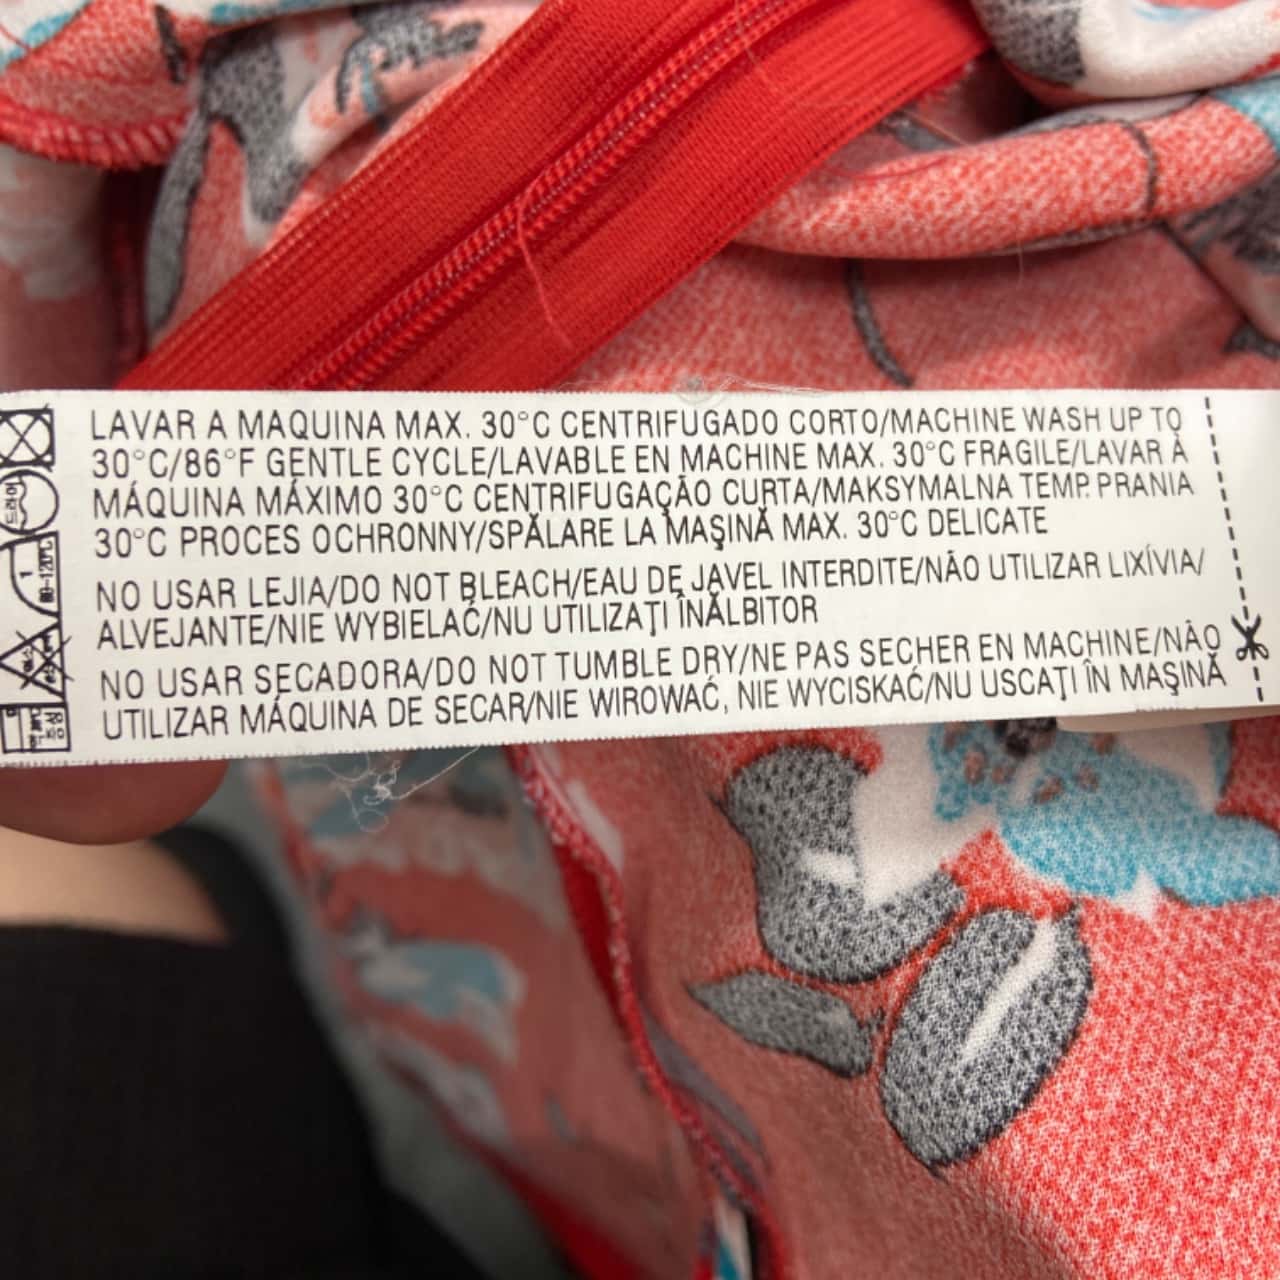 LAVAR A MAQUINA MAX. 30°C CENTRIFUGADO CORTO/MACHINE WASH UP TO
30°C/86°F GENTLE CYCLE/LAVABLE EN MACHINE MAX. 30°C FRAGILE/LAVAR À
MÁQUINA MÁXIMO 30°C CENTRIFUGAÇÃO CURTA/MAKSYMALNA TEMP. PRANIA
30°C PROCES OCHRONNY/SPĂLARE LA MAŞINĂ MAX. 30°C DELICATE
NO USAR LEJIA/DO NOT BLEACH/EAU DE JAVEL INTERDITE/NÃO UTILIZAR LIXÍVIA/
ALVEJANTE/NIE WYBIELAĆ/NU UTILIZAŢI ÎNĂLBITOR
NO USAR SECADORA/DO NOT TUMBLE DRY/NE PAS SECHER EN MACHINE/NÃO
UTILIZAR MÁQUINA DE SECAR/NIE WIROWAĆ, NIE WYCISKAĆ/NU USCAŢI ÎN MAŞINĂ
80-120°C